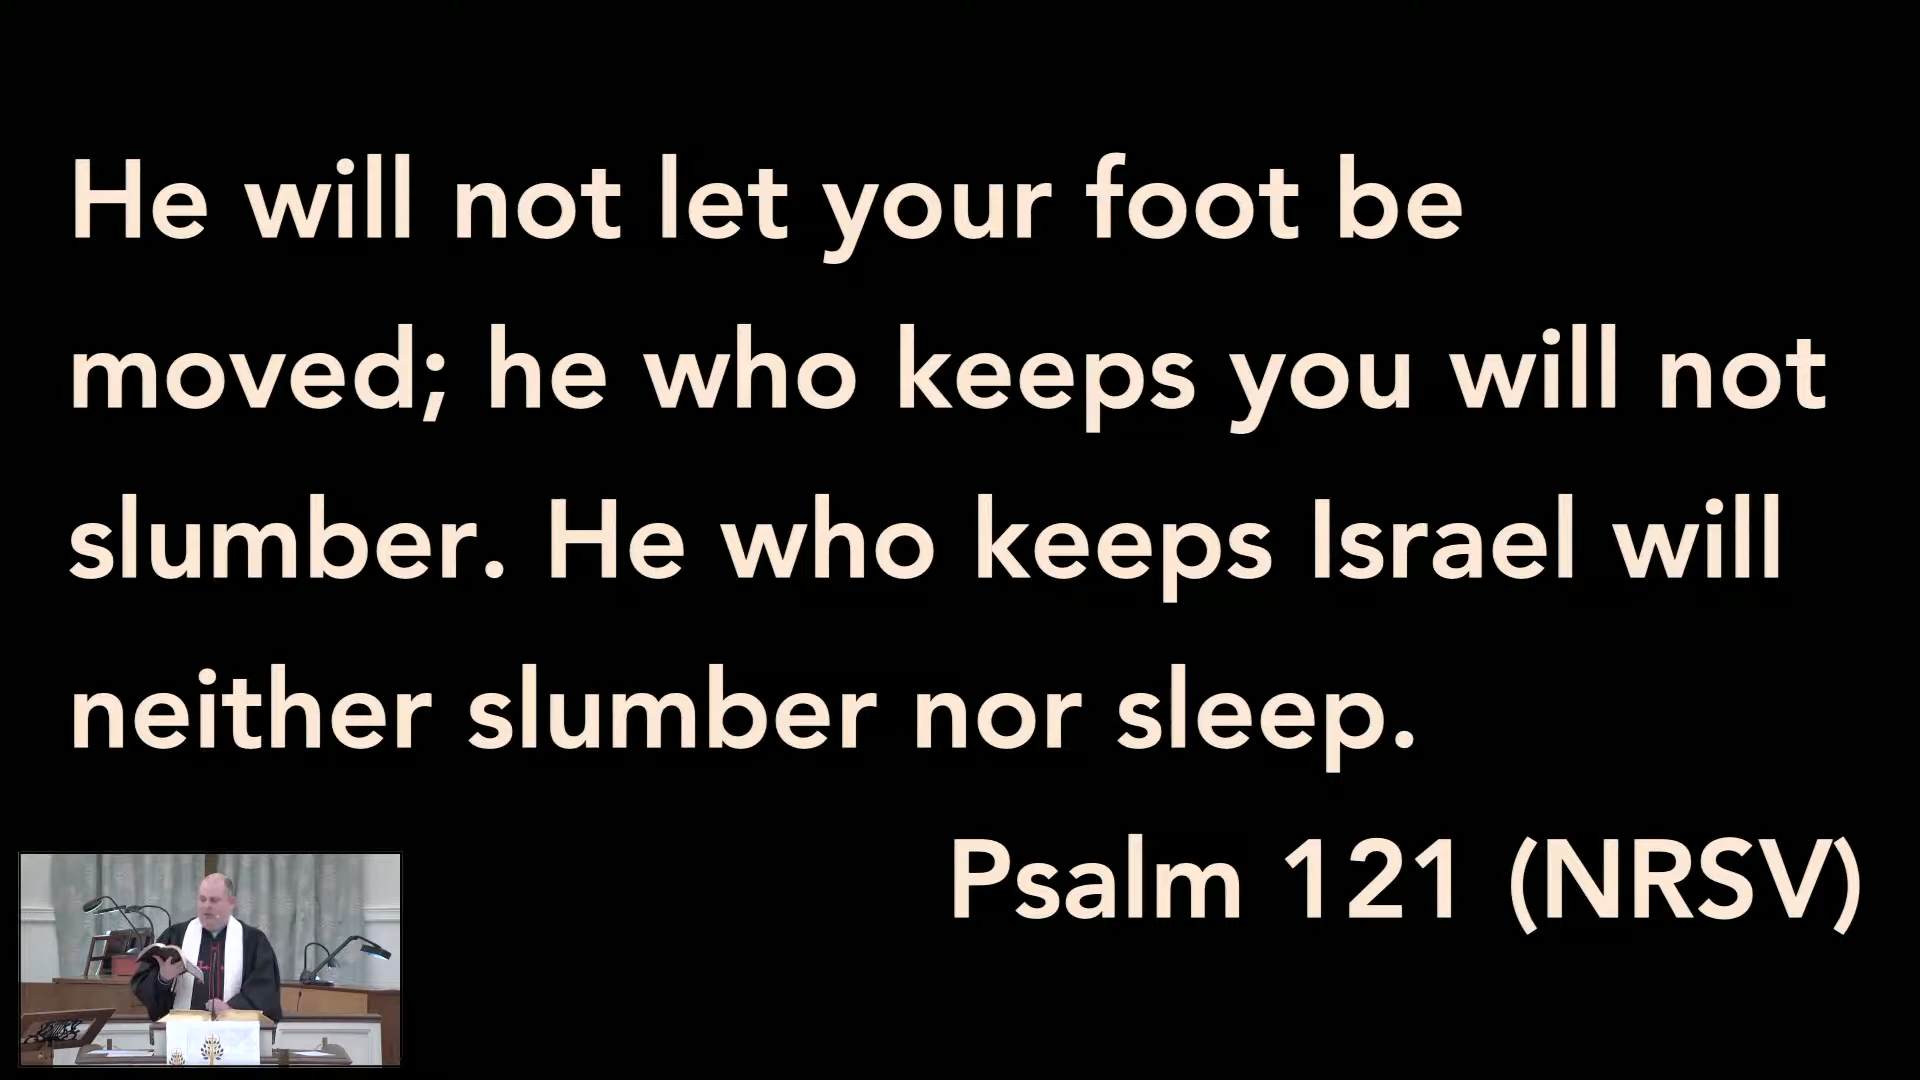 He will not let your foot be
moved; he who keeps you will not
slumber. He who keeps Israel will
neither slumber nor sleep.
Psalm 121 (NRSV)